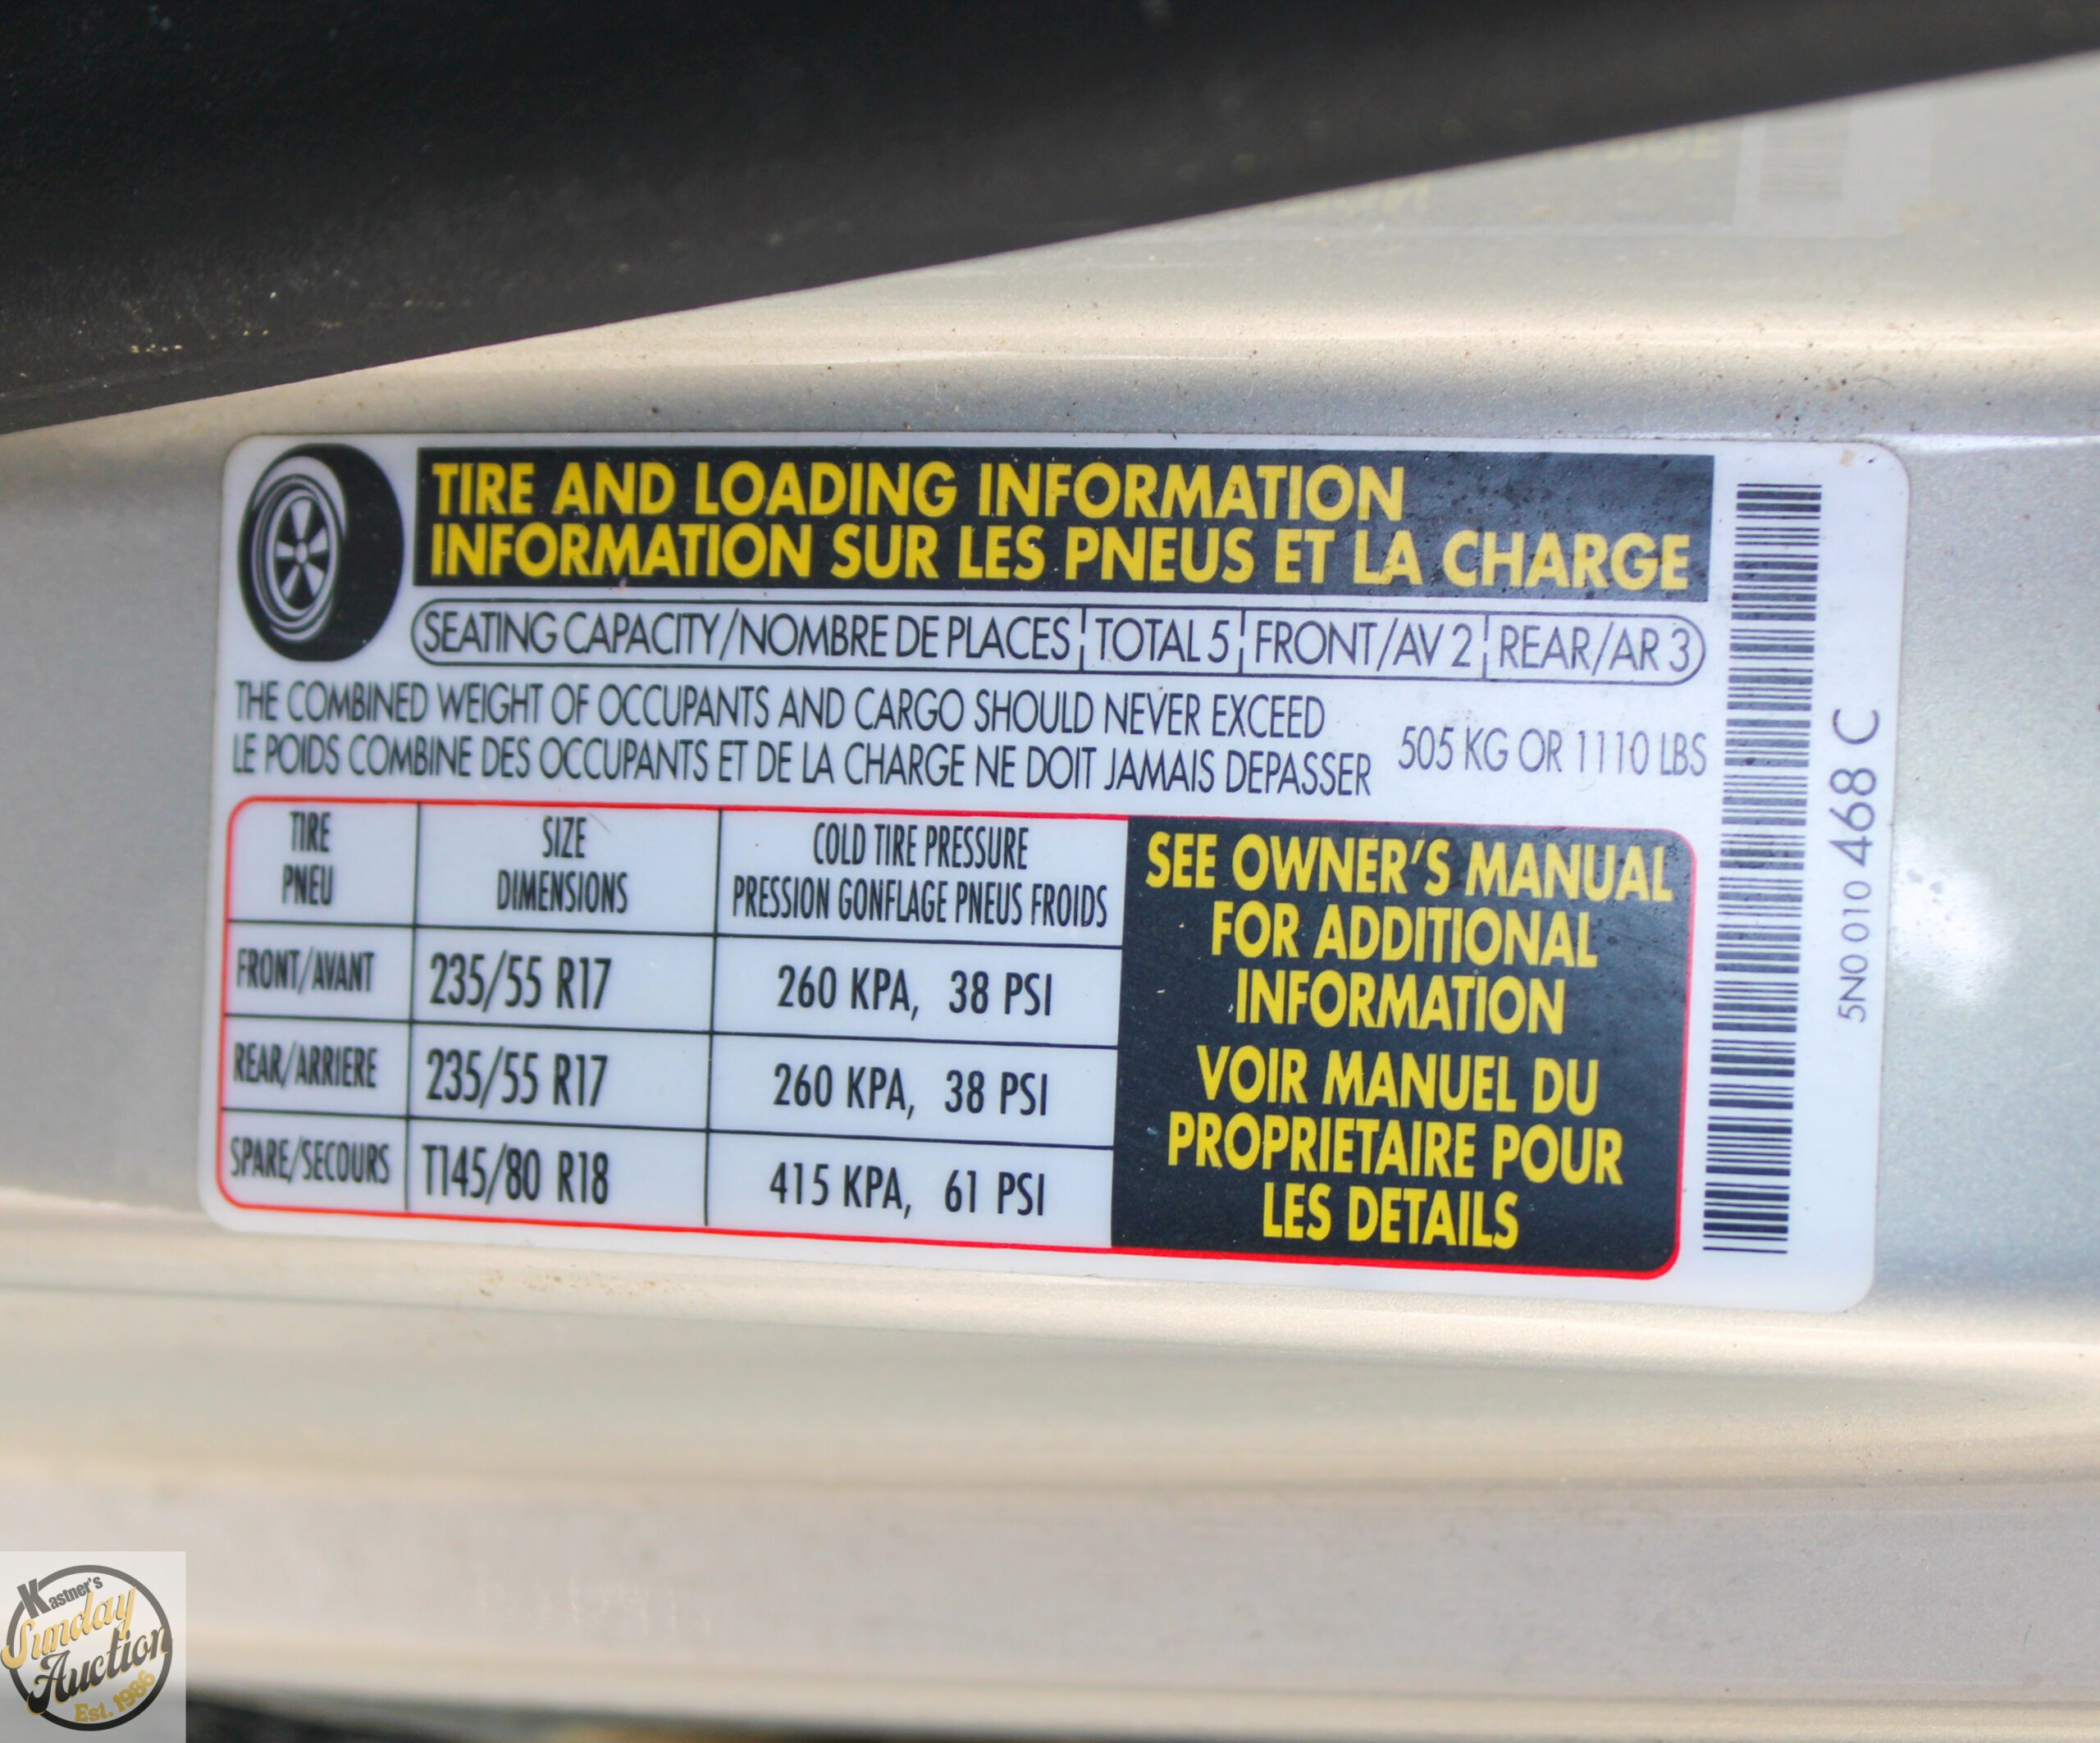 TIRE AND LOADING INFORMATION
INFORMATION SUR LES PNEUS ET LA CHARGE
SEATING CAPACITY/NOMBRE DE PLACES TOTAL 5 FRONT/AV 2 REAR/AR 3
THE COMBINED WEIGHT OF OCCUPANTS AND CARGO SHOULD NEVER EXCEED
LE POIDS COMBINE DES OCCUPANTS ET DE LA CHARGE NE DOIT JAMAIS DEPASSER
505 KG OR 1110 LBS
TIRE
PNEU
SIZE
DIMENSIONS
COLD TIRE PRESSURE
PRESSION GONFLAGE PNEUS FROIDS
FRONT/AVANT 235/55 R17 260 KPA, 38 PSI
REAR/ARRIERE 235/55 R17 260 KPA, 38 PSI
SPARE/SECOURS T145/80 R18 415 KPA, 61 PSI
SEE OWNER'S MANUAL
FOR ADDITIONAL
INFORMATION
VOIR MANUEL DU
PROPRIETAIRE POUR
LES DETAILS
5N0 010 468 C
Kastner's
Sunday
Auction
Est. 1986